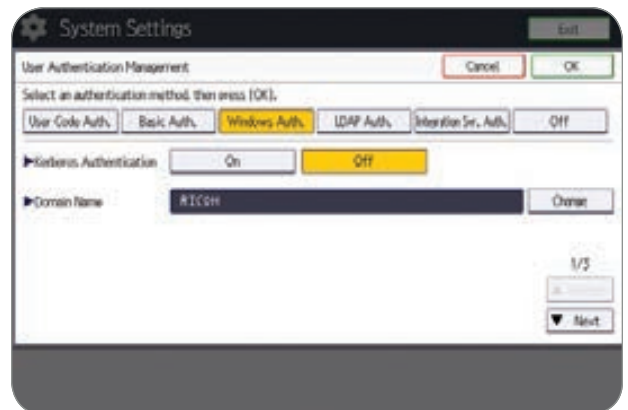 System Settings
Exit
User Authentication Management
Cancel
OK
Select an authentication method, then press [OK].
User Code Auth.
Basic Auth.
Windows Auth.
LDAP Auth.
Integration Svr. Auth.
Off
►Kerberos Authentication
On
Off
►Domain Name
RICOH
Change
1/3
▼ Next